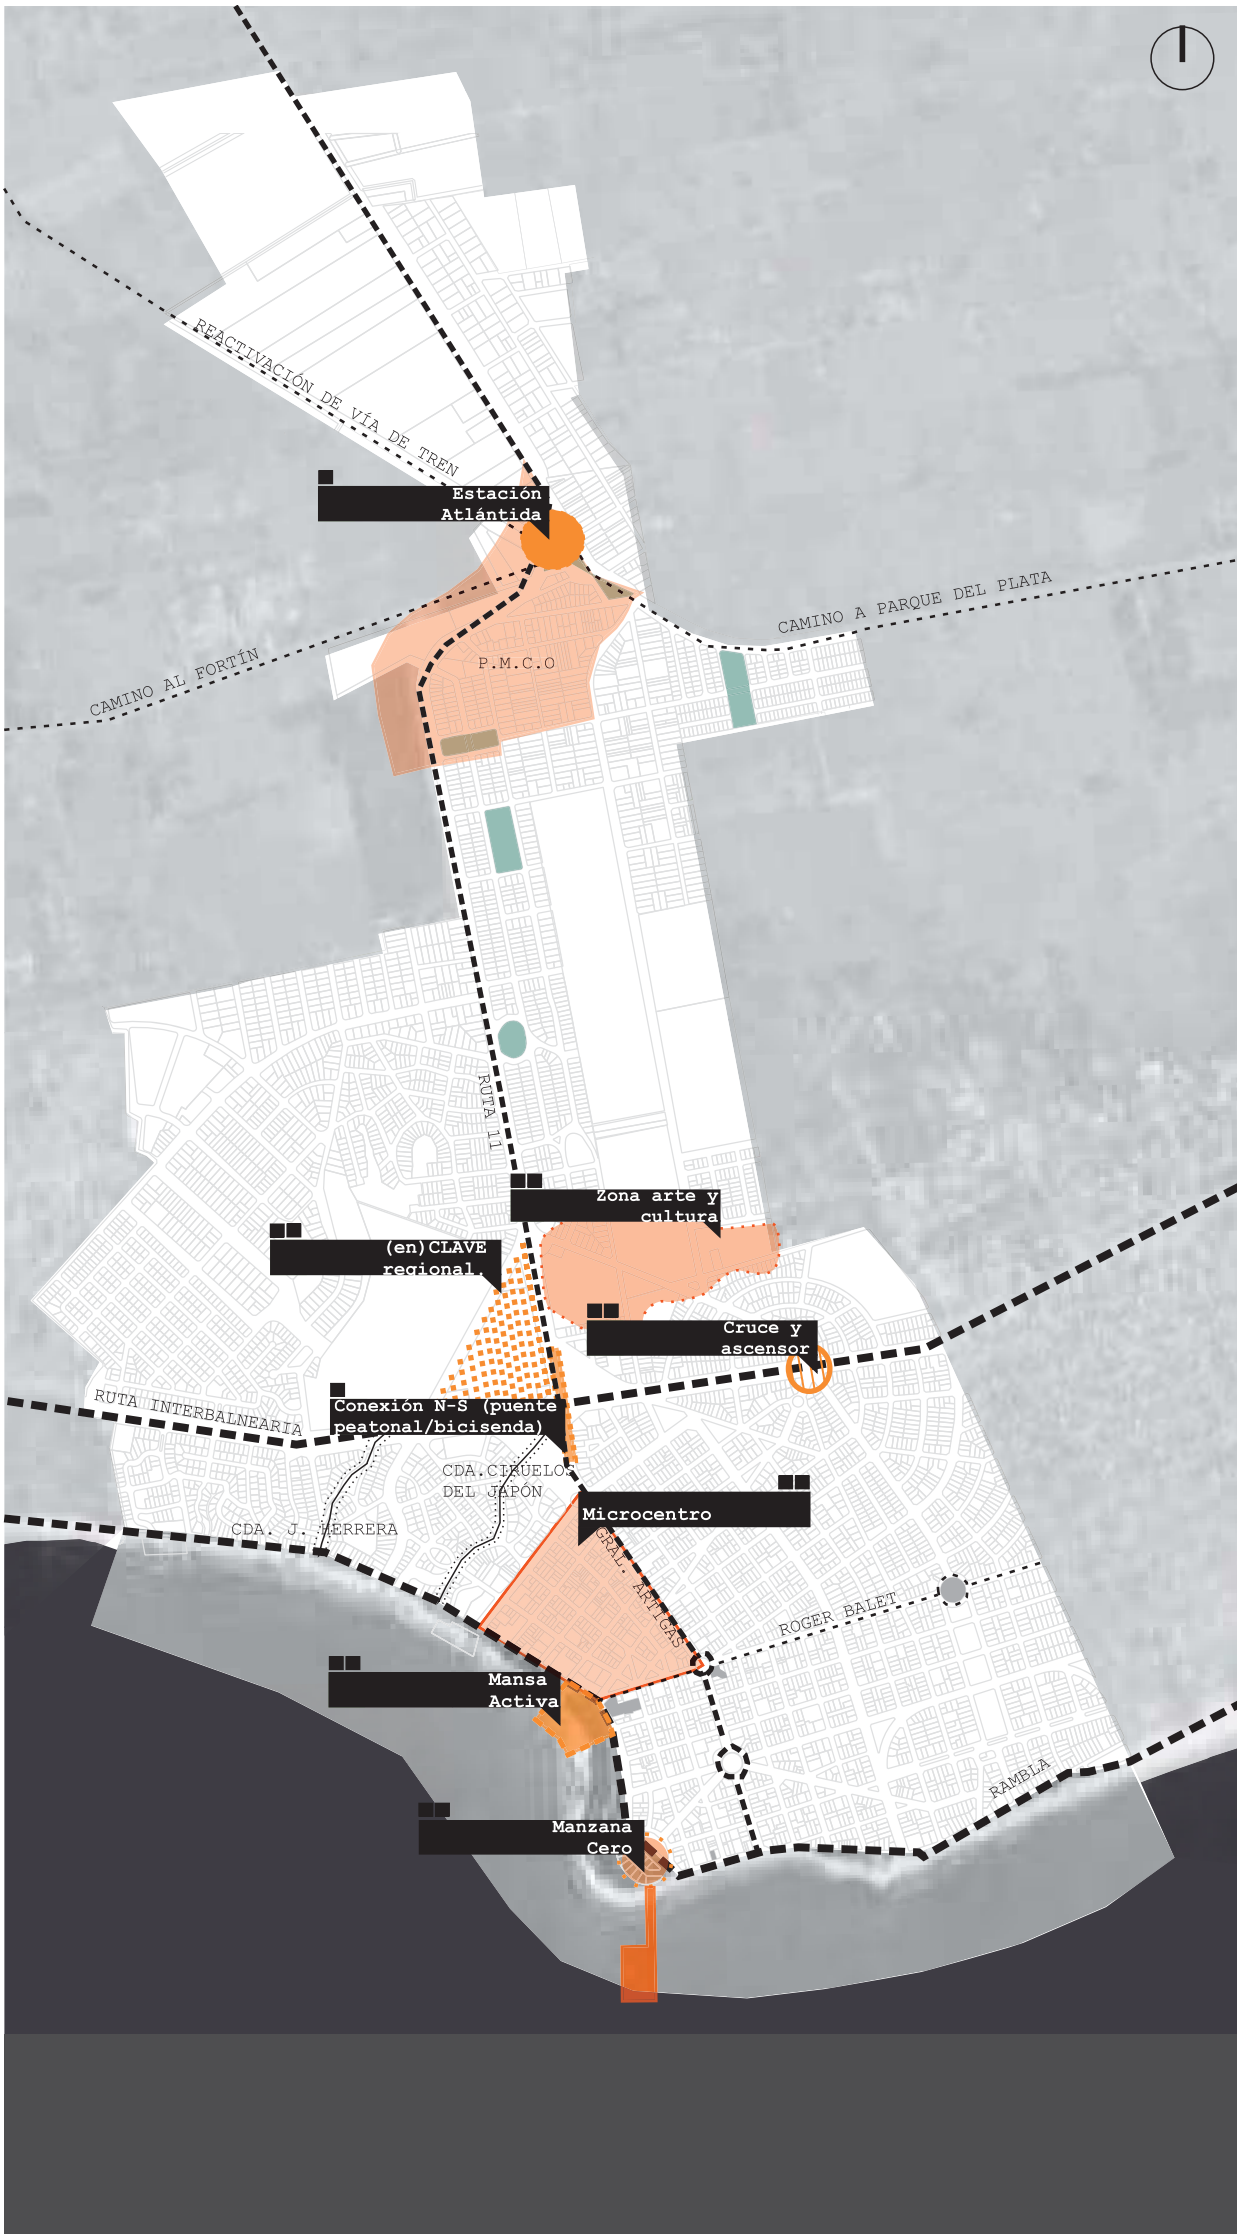 REACTIVACIÓN DE VÍA DE TREN
Estación
Atlántida
CAMINO A PARQUE DEL PLATA
CAMINO AL FORTÍN
P.M.C.O
RUTA 11
Zona arte y
cultura
(en)CLAVE
regional.
Cruce y
ascensor
RUTA INTERBALNEARIA
Conexión N-S (puente
peatonal/bicisenda)
CDA.CIRUELOS
DEL JAPÓN
Microcentro
CDA. J. HERRERA
GRAL. ARTIGAS
ROGER BALET
Mansa
Activa
RAMBLA
Manzana
Cero